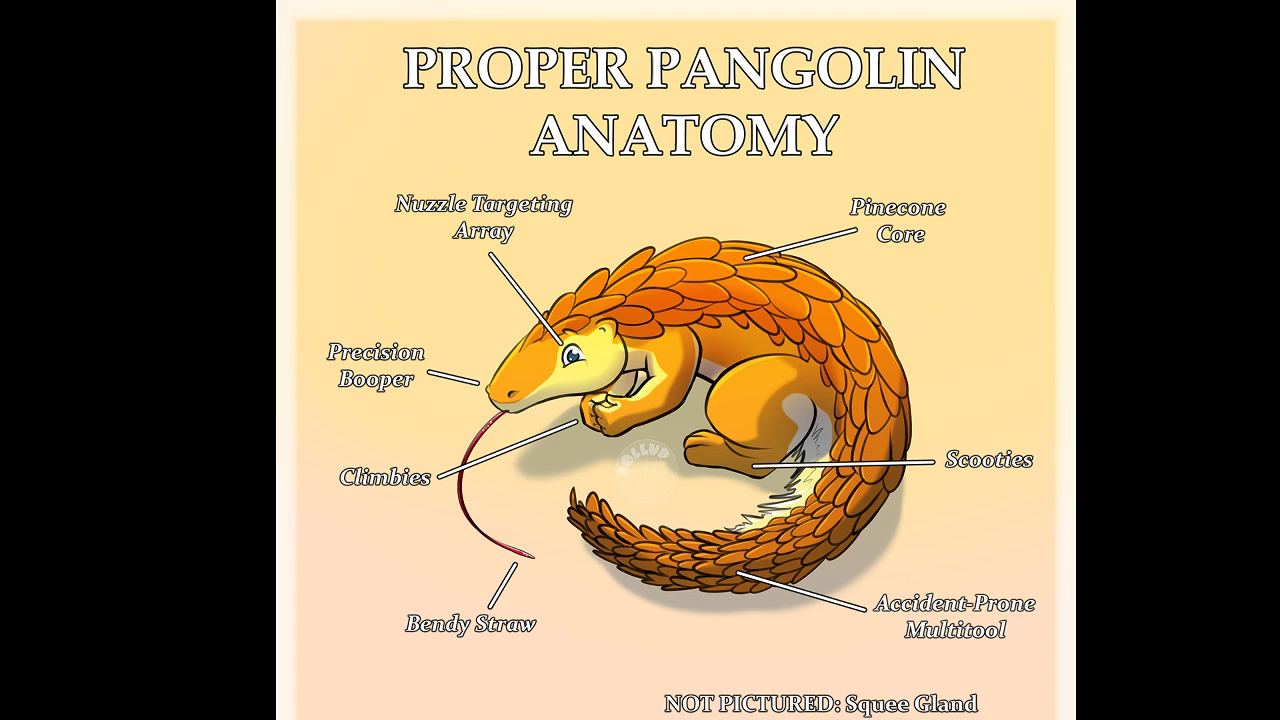 PROPER PANGOLIN
ANATOMY
Nuzzle Targeting
Array
Pinecone
Core
Precision
Booper
Climbies
Scooties
Bendy Straw
Accident-Prone
Multitool
NOT PICTURED: Squee Gland
ROLLUP